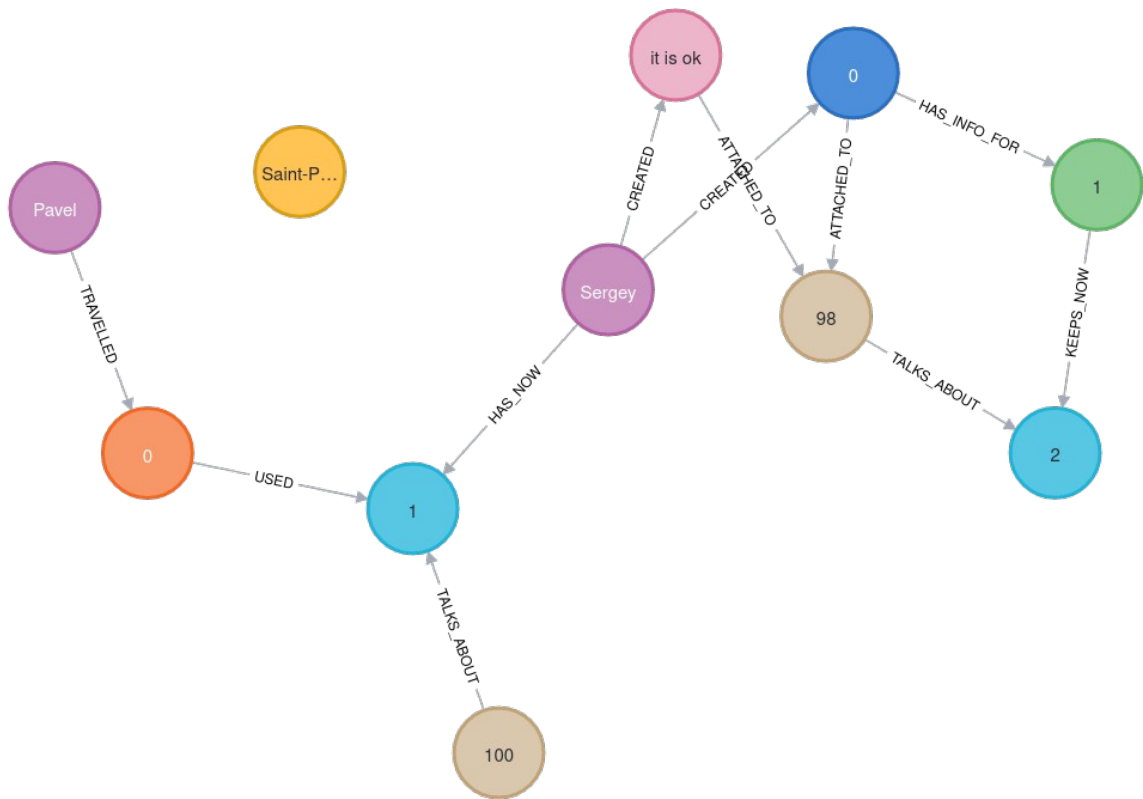 it is ok
0
HAS_INFO_FOR
Saint-P...
CREATED
ATTACHED_TO
CREATED
ATTACHED_TO
1
Pavel
Sergey
98
KEEPS_NOW
TRAVELLED
HAS_NOW
TALKS_ABOUT
0
USED
1
2
TALKS_ABOUT
100